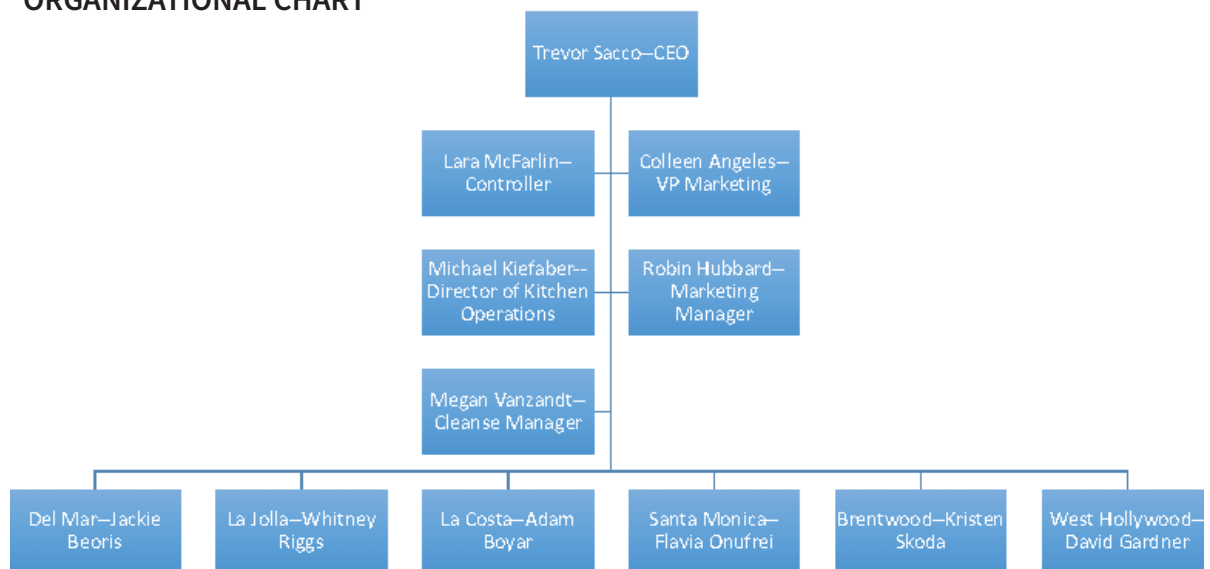 ORGANIZATIONAL CHART
Trevor Sacco—CEO
Lara McFarlin—
Controller
Colleen Angeles—
VP Marketing
Michael Kiefaber--
Director of Kitchen
Operations
Robin Hubbard—
Marketing
Manager
Megan Vanzandt—
Cleanse Manager
Del Mar—Jackie
Beoris
La Jolla—Whitney
Riggs
La Costa—Adam
Boyar
Santa Monica—
Flavia Onufrei
Brentwood—Kristen
Skoda
West Hollywood—
David Gardner